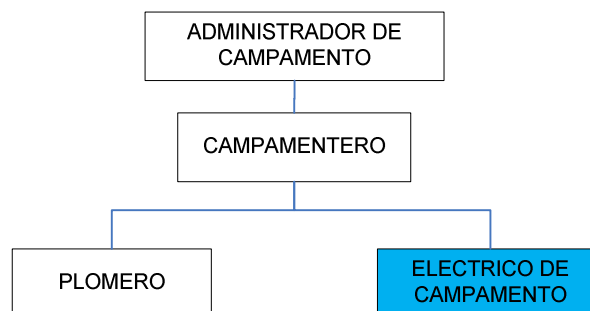 ADMINISTRADOR DE
CAMPAMENTO
CAMPAMENTERO
PLOMERO
ELECTRICO DE
CAMPAMENTO